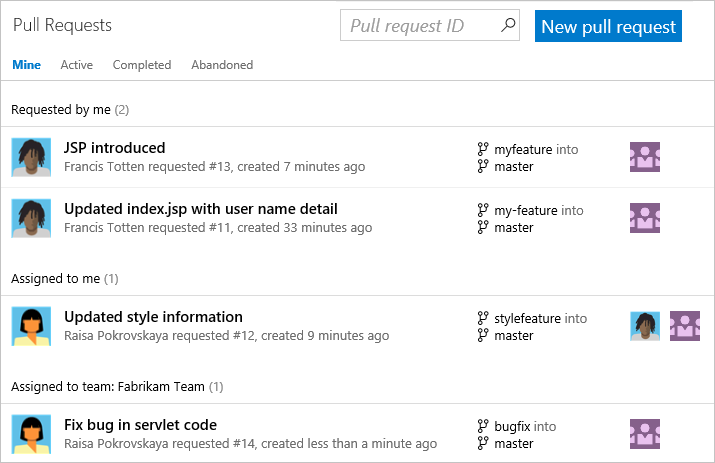 Pull Requests
Pull request ID
New pull request
Mine Active Completed Abandoned
Requested by me (2)
JSP introduced
Francis Totten requested #13, created 7 minutes ago
myfeature into
master
Updated index.jsp with user name detail
Francis Totten requested #11, created 33 minutes ago
my-feature into
master
Assigned to me (1)
Updated style information
Raisa Pokrovskaya requested #12, created 9 minutes ago
stylefeature into
master
Assigned to team: Fabrikam Team (1)
Fix bug in servlet code
Raisa Pokrovskaya requested #14, created less than a minute ago
bugfix into
master